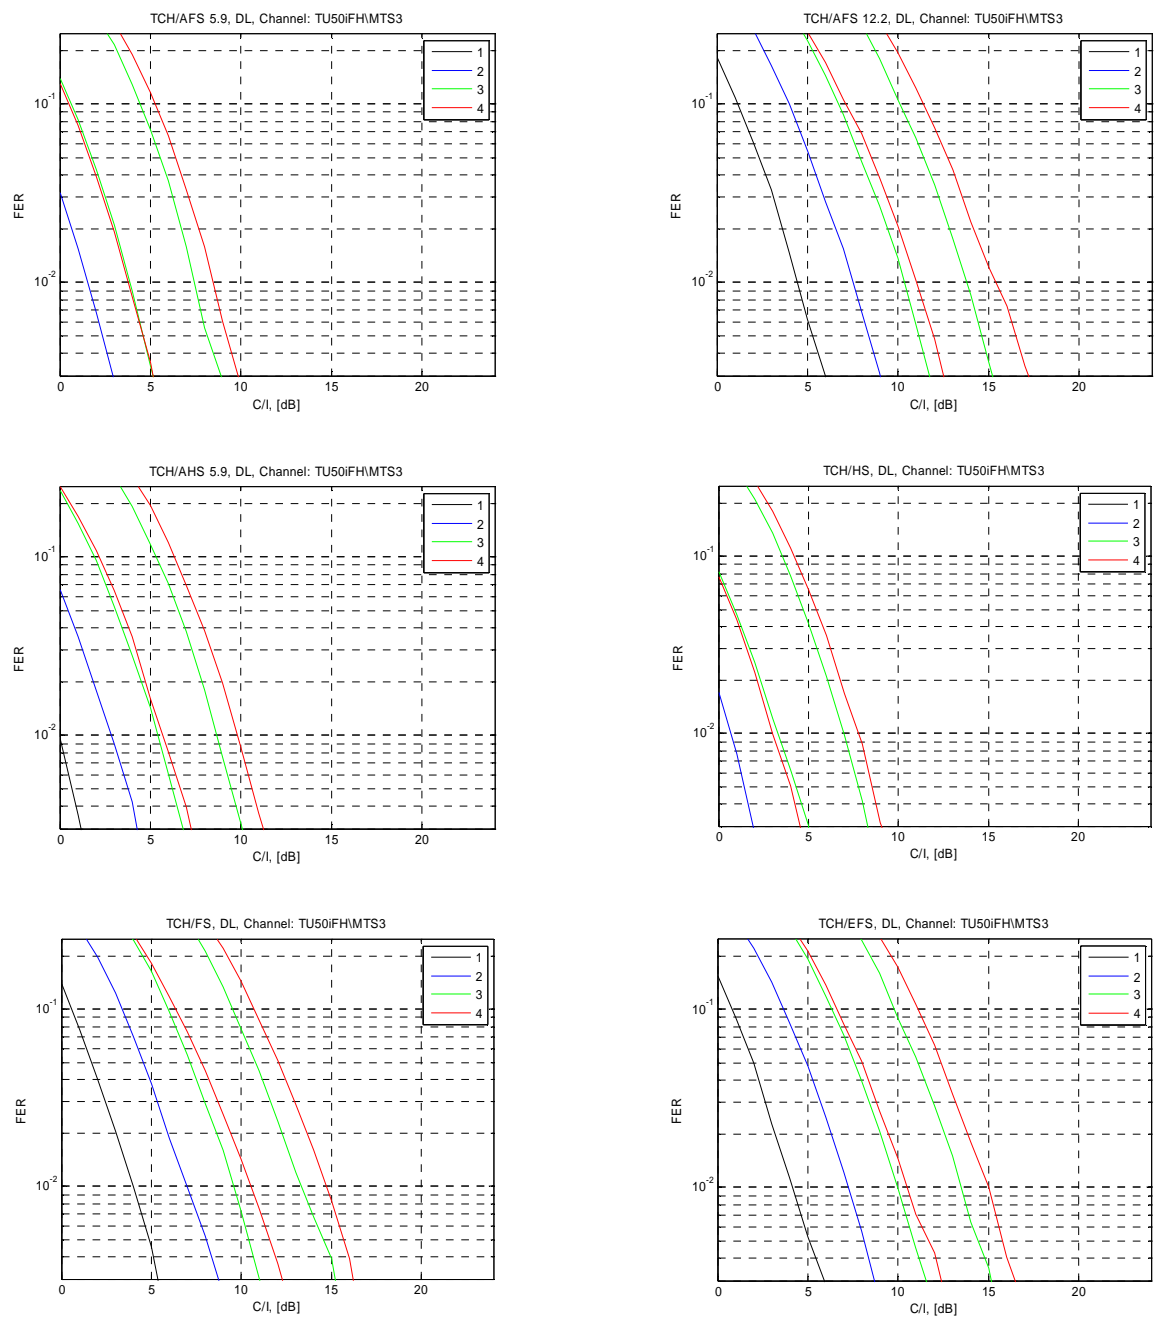 TCH/AFS 5.9, DL, Channel: TU50iFH\MTS3
1
2
3
4
10^-1
10^-2
FER
0 5 10 15 20
C/I, [dB]
TCH/AFS 12.2, DL, Channel: TU50iFH\MTS3
1
2
3
4
10^-1
10^-2
FER
0 5 10 15 20
C/I, [dB]
TCH/AHS 5.9, DL, Channel: TU50iFH\MTS3
1
2
3
4
10^-1
10^-2
FER
0 5 10 15 20
C/I, [dB]
TCH/HS, DL, Channel: TU50iFH\MTS3
1
2
3
4
10^-1
10^-2
FER
0 5 10 15 20
C/I, [dB]
TCH/FS, DL, Channel: TU50iFH\MTS3
1
2
3
4
10^-1
10^-2
FER
0 5 10 15 20
C/I, [dB]
TCH/EFS, DL, Channel: TU50iFH\MTS3
1
2
3
4
10^-1
10^-2
FER
0 5 10 15 20
C/I, [dB]